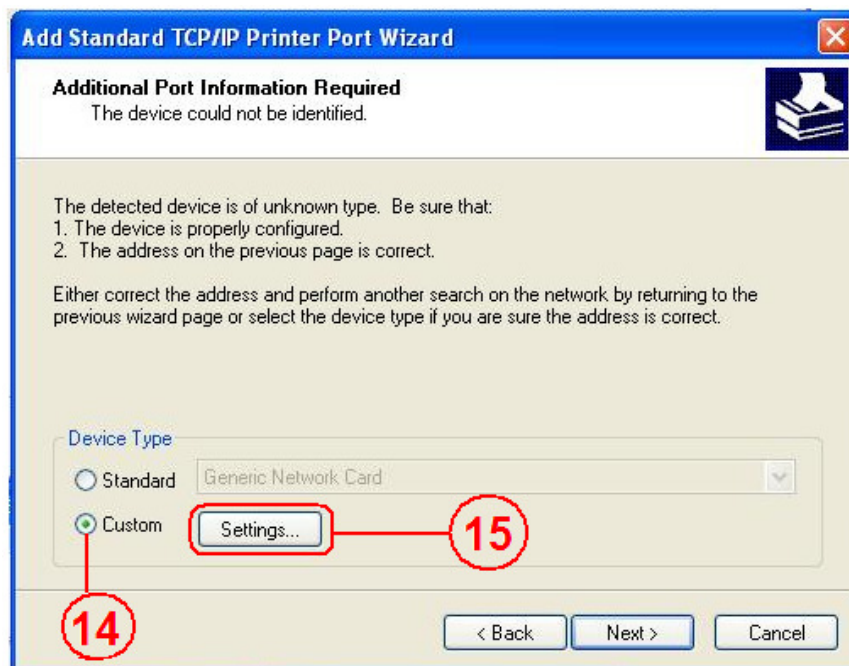 Add Standard TCP/IP Printer Port Wizard
Additional Port Information Required
The device could not be identified.
The detected device is of unknown type.  Be sure that:
1. The device is properly configured.
2.  The address on the previous page is correct.
Either correct the address and perform another search on the network by returning to the
previous wizard page or select the device type if you are sure the address is correct.
Device Type
Standard Generic Network Card
Custom Settings... 15
14
< Back Next > Cancel